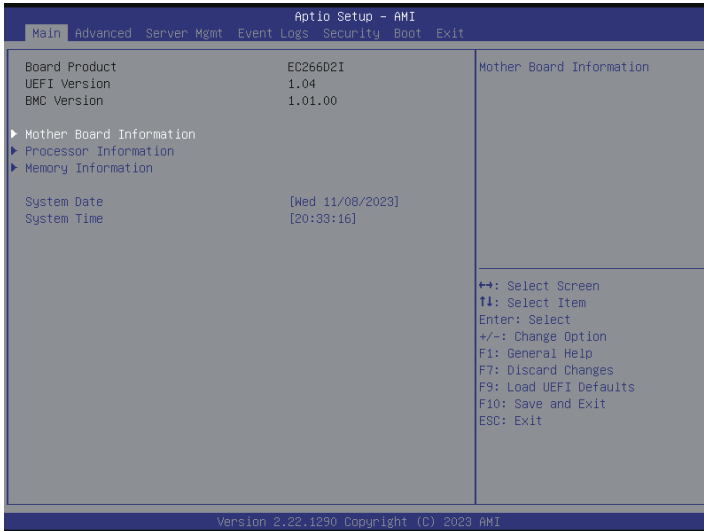 Aptio Setup - AMI
Main Advanced Server Mgmt Event Logs Security Boot Exit
Board Product EC266D2I
UEFI Version 1.04
BMC Version 1.01.00
Mother Board Information
Processor Information
Memory Information
System Date [Wed 11/08/2023]
System Time [20:33:16]
Mother Board Information
↔: Select Screen
↑↓: Select Item
Enter: Select
+/-: Change Option
F1: General Help
F7: Discard Changes
F9: Load UEFI Defaults
F10: Save and Exit
ESC: Exit
Version 2.22.1290 Copyright (C) 2023 AMI